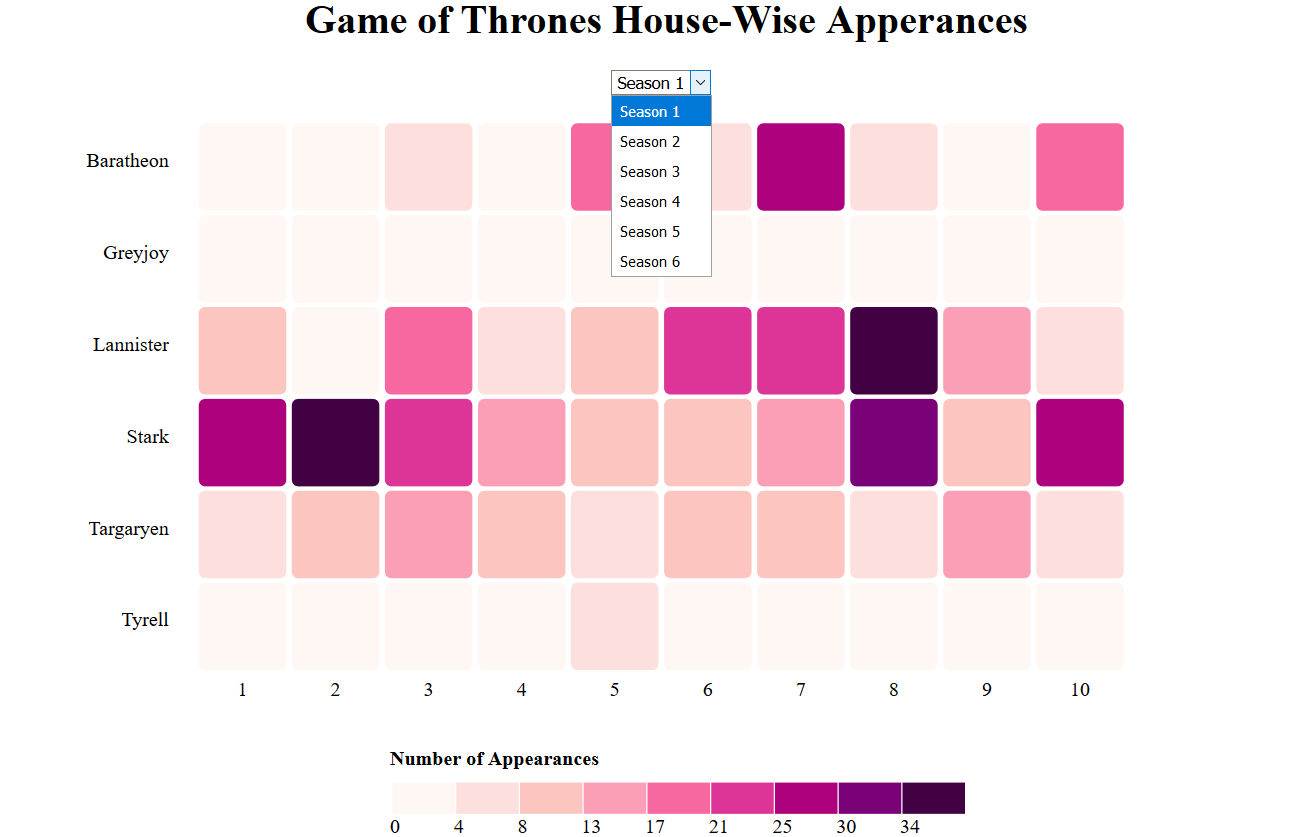 Game of Thrones House-Wise Apperances
Season 1
Season 1
Season 2
Season 3
Season 4
Season 5
Season 6
Baratheon
Greyjoy
Lannister
Stark
Targaryen
Tyrell
1 2 3 4 5 6 7 8 9 10
Number of Appearances
0 4 8 13 17 21 25 30 34